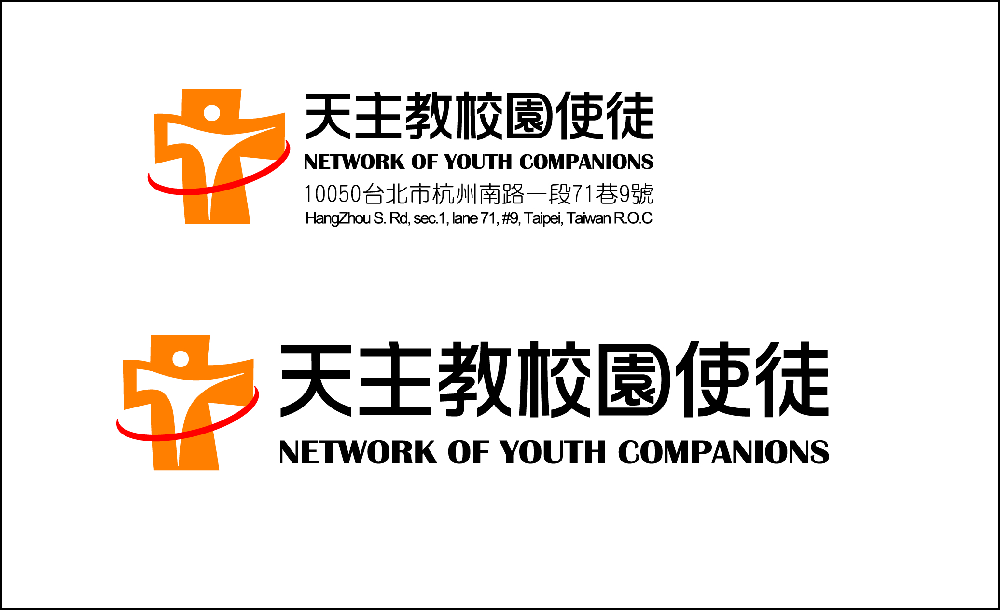 天主教校園使徒
NETWORK OF YOUTH COMPANIONS
10050台北市杭州南路一段71巷9號
HangZhou S. Rd, sec.1, lane 71, #9, Taipei, Taiwan R.O.C
天主教校園使徒
NETWORK OF YOUTH COMPANIONS